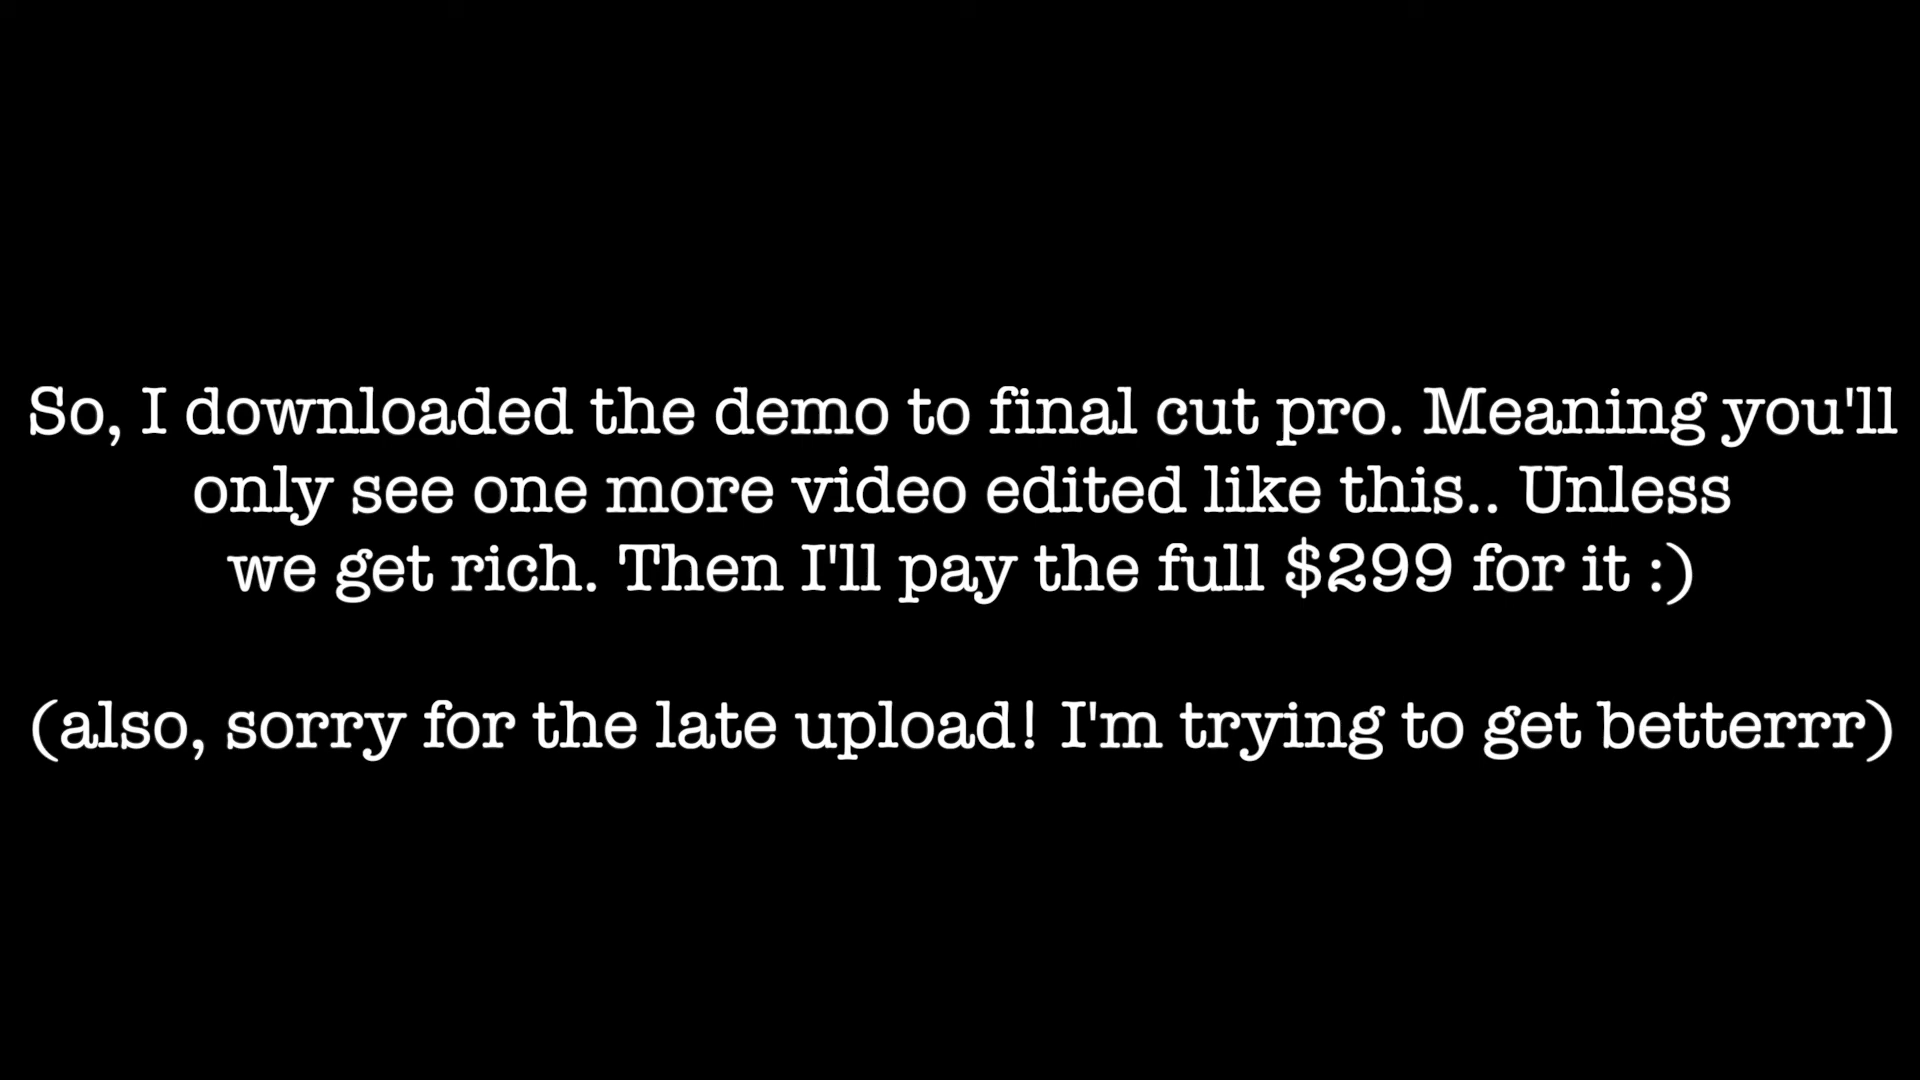 So, I downloaded the demo to final cut pro. Meaning you'll
only see one more video edited like this.. Unless
we get rich. Then I'll pay the full $299 for it :)
(also, sorry for the late upload! I'm trying to get betterrr)